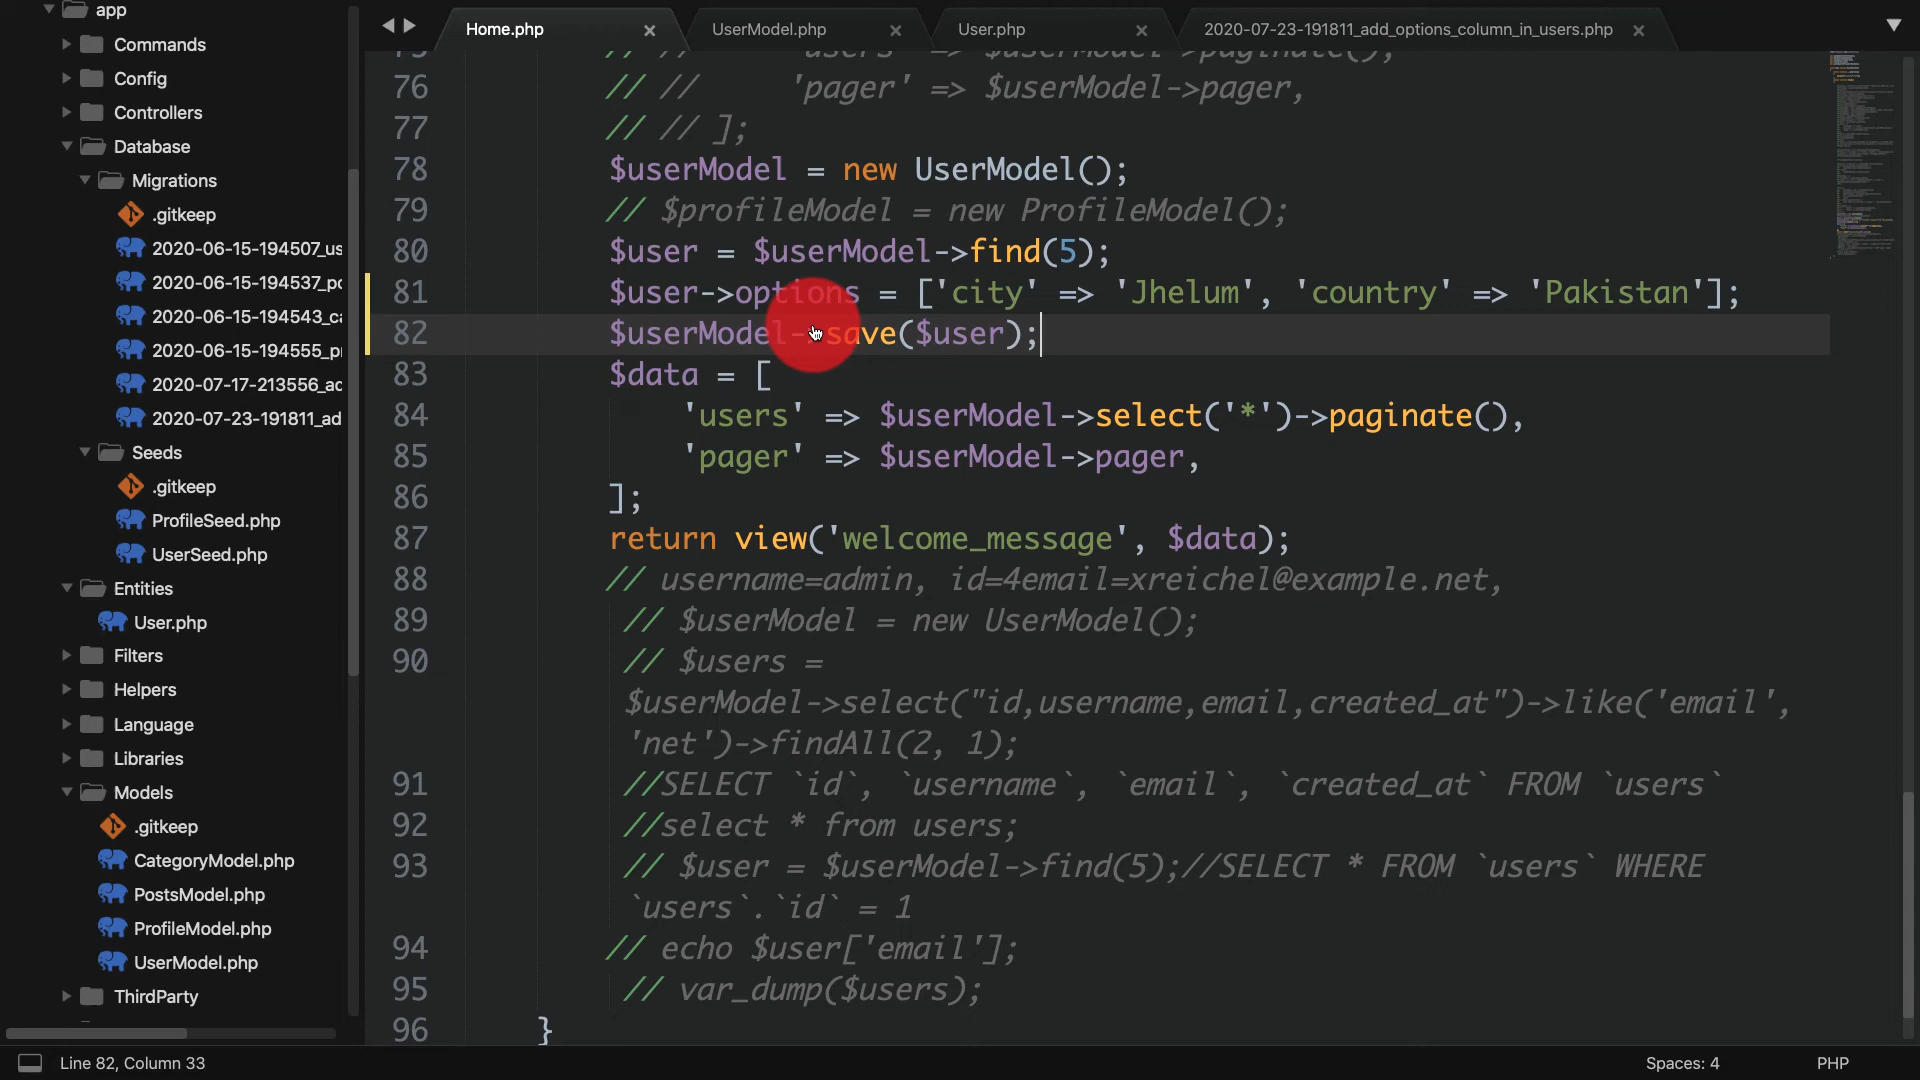 app
Commands
Config
Controllers
Database
Migrations
.gitkeep
2020-06-15-194507_us
2020-06-15-194537_po
2020-06-15-194543_ca
2020-06-15-194555_pr
2020-07-17-213556_ac
2020-07-23-191811_ad
Seeds
.gitkeep
ProfileSeed.php
UserSeed.php
Entities
User.php
Filters
Helpers
Language
Libraries
Models
.gitkeep
CategoryModel.php
PostsModel.php
ProfileModel.php
UserModel.php
ThirdParty
Home.php
UserModel.php
User.php
2020-07-23-191811_add_options_column_in_users.php
75 // // 'users' => $userModel->paginate(),
76 // // 'pager' => $userModel->pager,
77 // // ];
78 $userModel = new UserModel();
79 // $profileModel = new ProfileModel();
80 $user = $userModel->find(5);
81 $user->options = ['city' => 'Jhelum', 'country' => 'Pakistan'];
82 $userModel->save($user);
83 $data = [
84 'users' => $userModel->select('*')->paginate(),
85 'pager' => $userModel->pager,
86 ];
87 return view('welcome_message', $data);
88 // username=admin, id=4email=xreichel@example.net,
89 // $userModel = new UserModel();
90 // $users =
$userModel->select("id,username,email,created_at")->like('email',
'net')->findAll(2, 1);
91 //SELECT `id`, `username`, `email`, `created_at` FROM `users`
92 //select * from users;
93 // $user = $userModel->find(5);//SELECT * FROM `users` WHERE
`users`.`id` = 1
94 // echo $user['email'];
95 // var_dump($users);
96 }
Line 82, Column 33
Spaces: 4
PHP